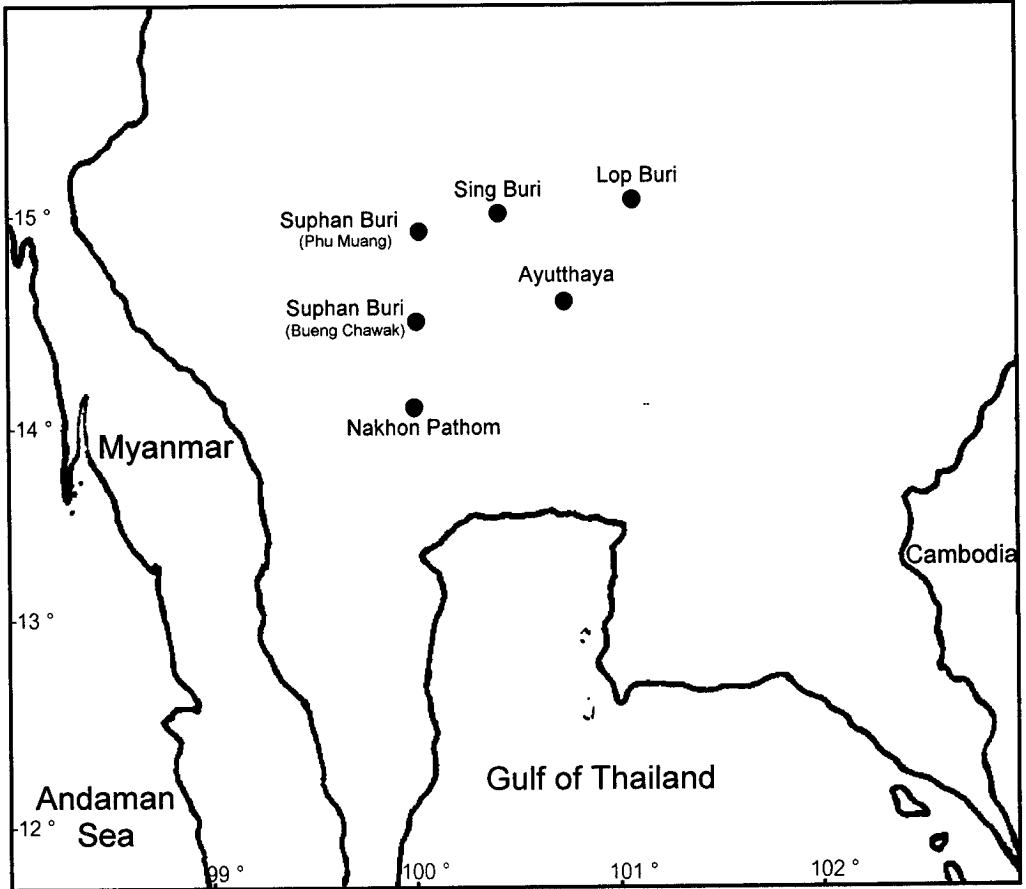 Lop Buri
Sing Buri
15 °
Suphan Buri
(Phu Muang)
Ayutthaya
Suphan Buri
(Bueng Chawak)
14 °
Nakhon Pathom
Myanmar
Cambodia
13 °
Gulf of Thailand
Andaman
Sea
12 °
99 °
100 °
101 °
102 °